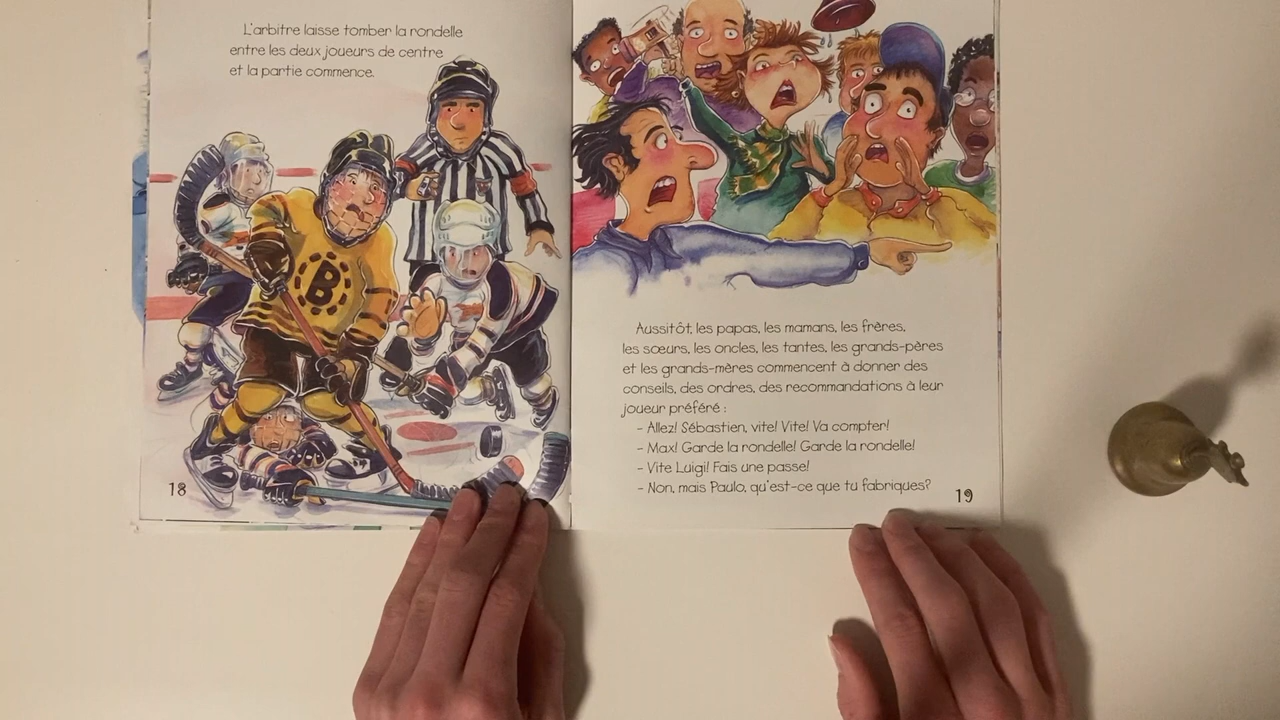 L'arbitre laisse tomber la rondelle
entre les deux joueurs de centre
et la partie commence.
B
18
Aussitôt, les papas, les mamans, les frères,
les sœurs, les oncles, les tantes, les grands-pères
et les grands-mères commencent à donner des
conseils, des ordres, des recommandations à leur
joueur préféré :
- Allez! Sébastien, vite! Vite! Va compter!
- Max! Garde la rondelle! Garde la rondelle!
- Vite Luigi! Fais une passe!
- Non, mais Paulo, qu'est-ce que tu fabriques?
19